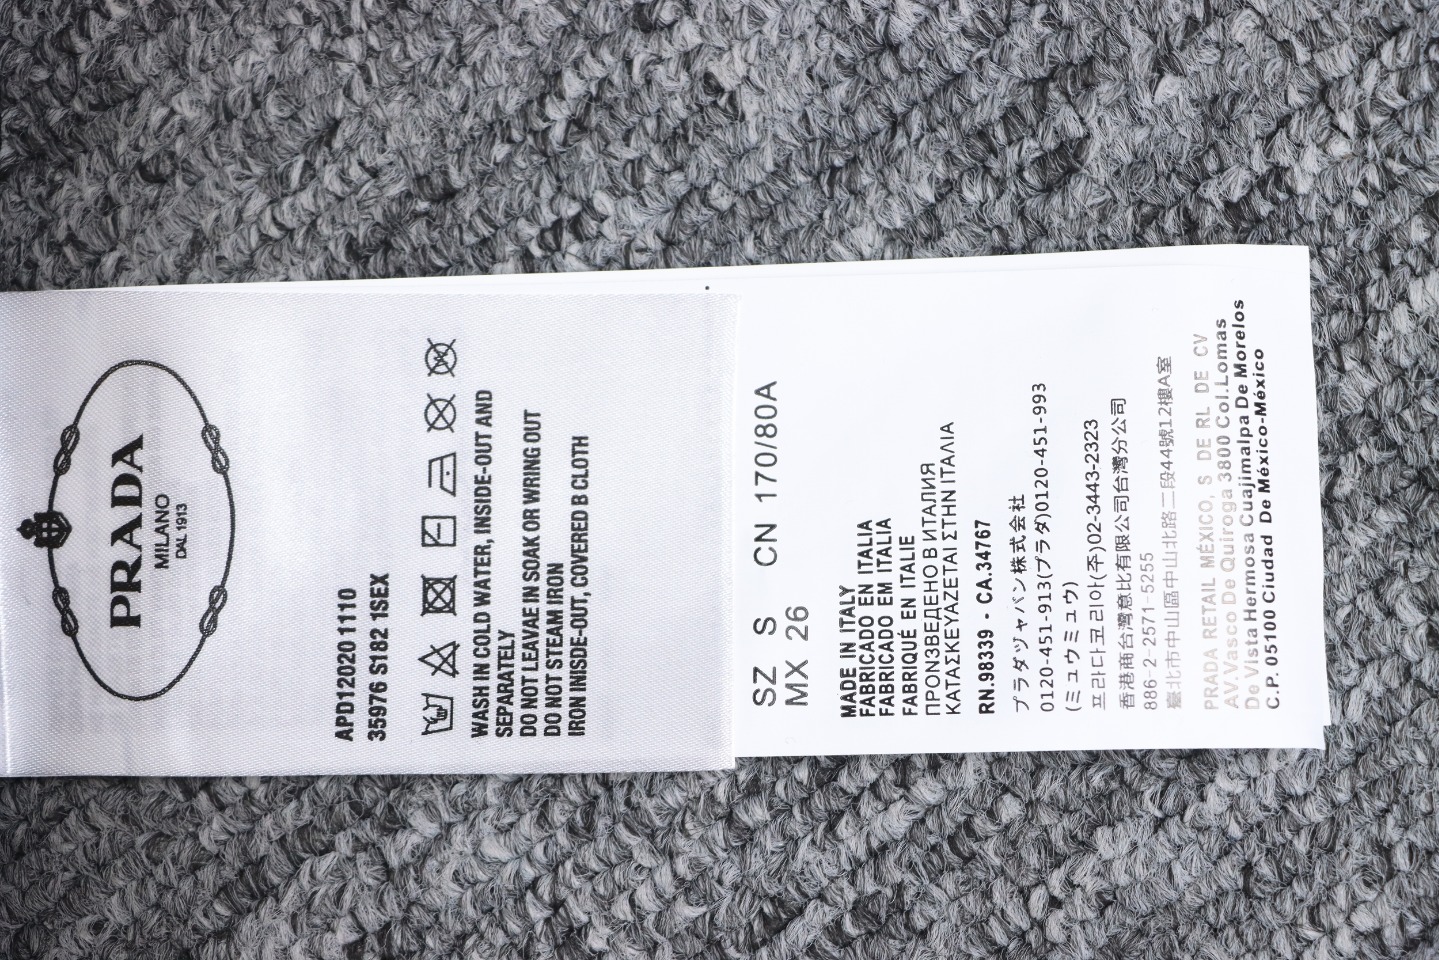 PRADA
MILANO
DAL 1913
APD12020 1110
35976 S182 1SEX
WASH IN COLD WATER, INSIDE-OUT AND
SEPARATELY
DO NOT LEAVAE IN SOAK OR WRING OUT
DO NOT STEAM IRON
IRON INISDE-OUT, COVERED B CLOTH
SZ S CN 170/80A
MX 26
MADE IN ITALY
FABRICADO EN ITALIA
FABRICADO EM ITALIA
FABRIQUÉ EN ITALIE
ПРОNЗВЕДЕНО В ИТАЛИЯ
ΚΑΤΑΣΚΕΥΑΖΕΤΑΙ ΣΤΗΝ ΙΤΑΛΙΑ
RN.98339 - CA.34767
プラダヅャパン株式会社
0120-451-913(プラダ)0120-451-993
(ミュウミュウ)
프라다코리아(주)02-3443-2323
香港商台灣意比有限公司台灣分公司
886-2-2571-5255
臺北市中山區中山北路二段44號12樓A室
PRADA RETAIL MÉXICO, S DE RL DE CV
AV.Vasco De Quiroga 3800 Col.Lomas
De Vista Hermosa Cuajimalpa De Morelos
C.P. 05100 Ciudad De México-México